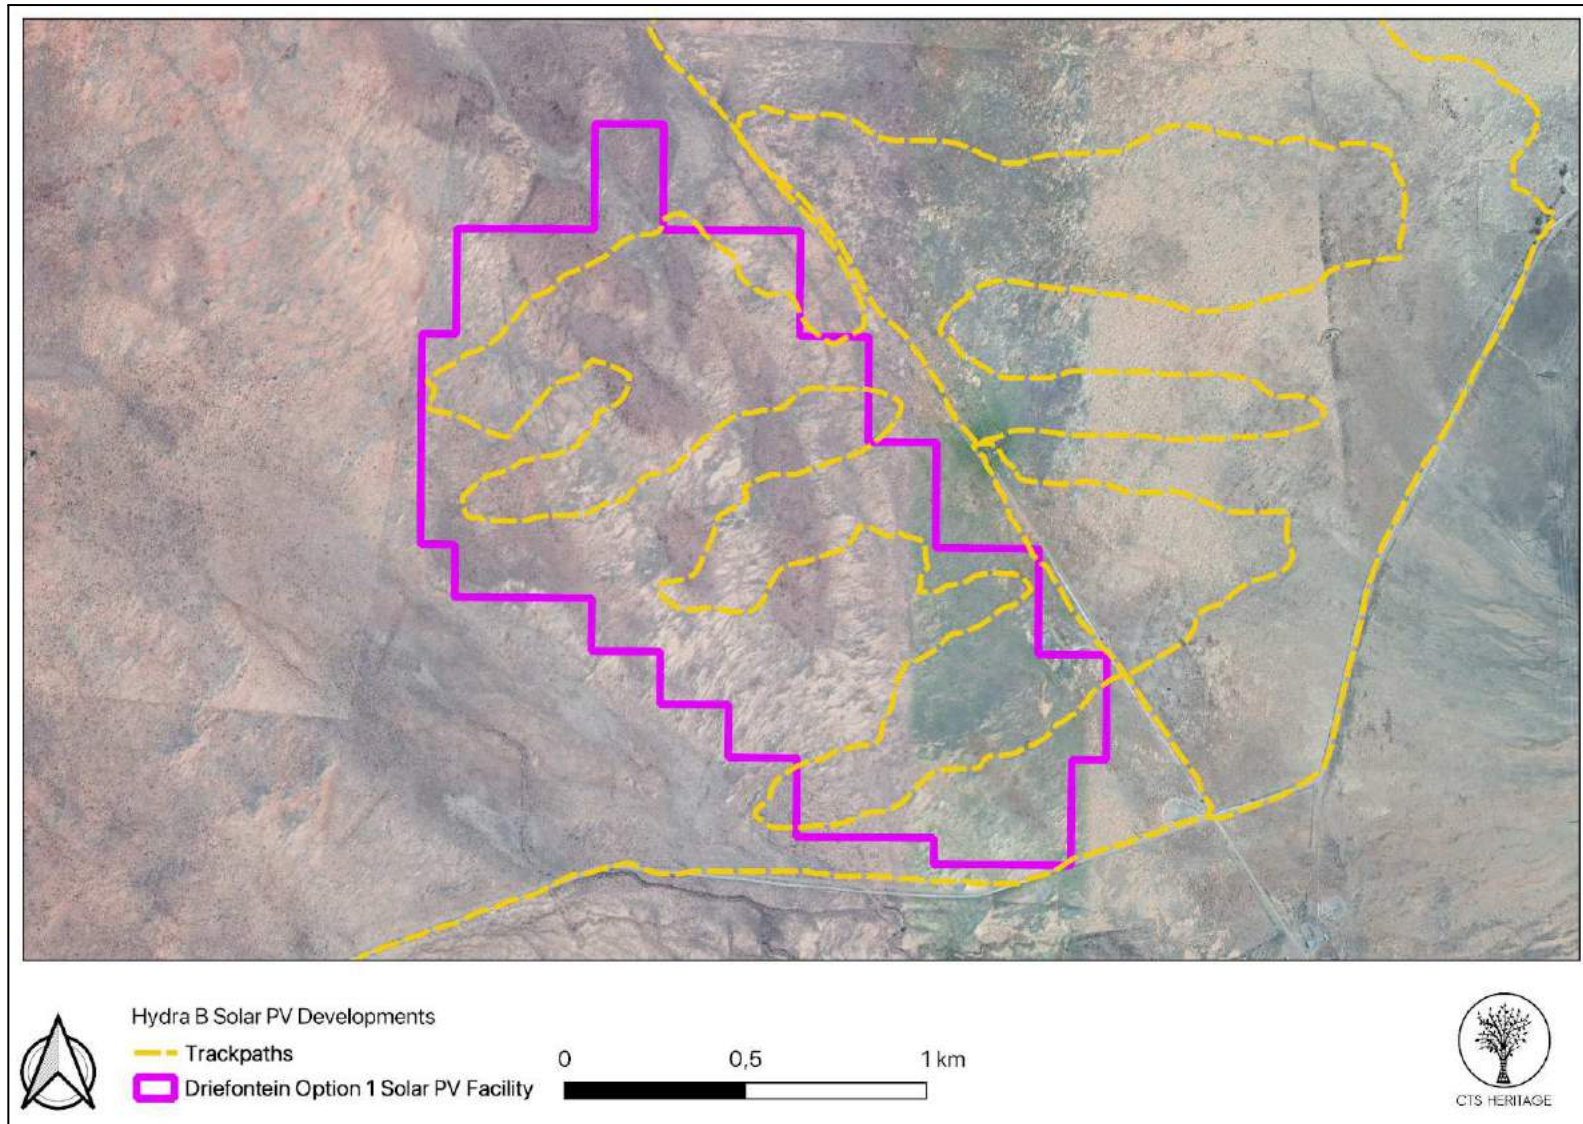 Hydra B Solar PV Developments
Trackpaths
Driefontein Option 1 Solar PV Facility
0 0,5 1 km
CTS HERITAGE